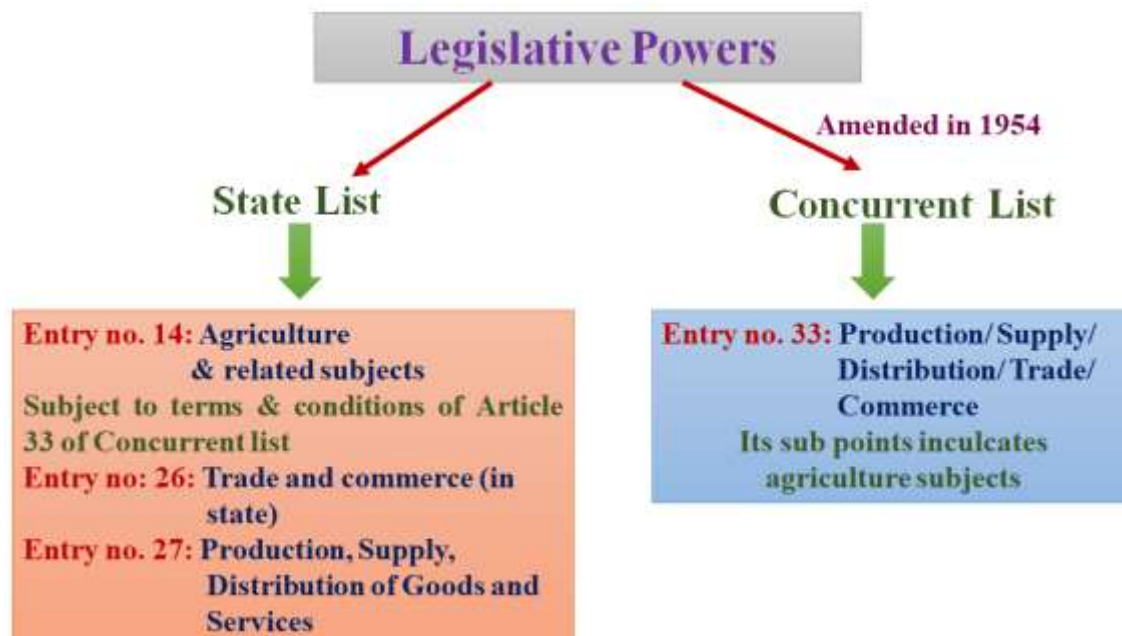 Legislative Powers
Amended in 1954
State List
Concurrent List
Entry no. 14: Agriculture
& related subjects
Subject to terms & conditions of Article
33 of Concurrent list
Entry no: 26: Trade and commerce (in
state)
Entry no. 27: Production, Supply,
Distribution of Goods and
Services
Entry no. 33: Production/ Supply/
Distribution/ Trade/
Commerce
Its sub points inculcates
agriculture subjects